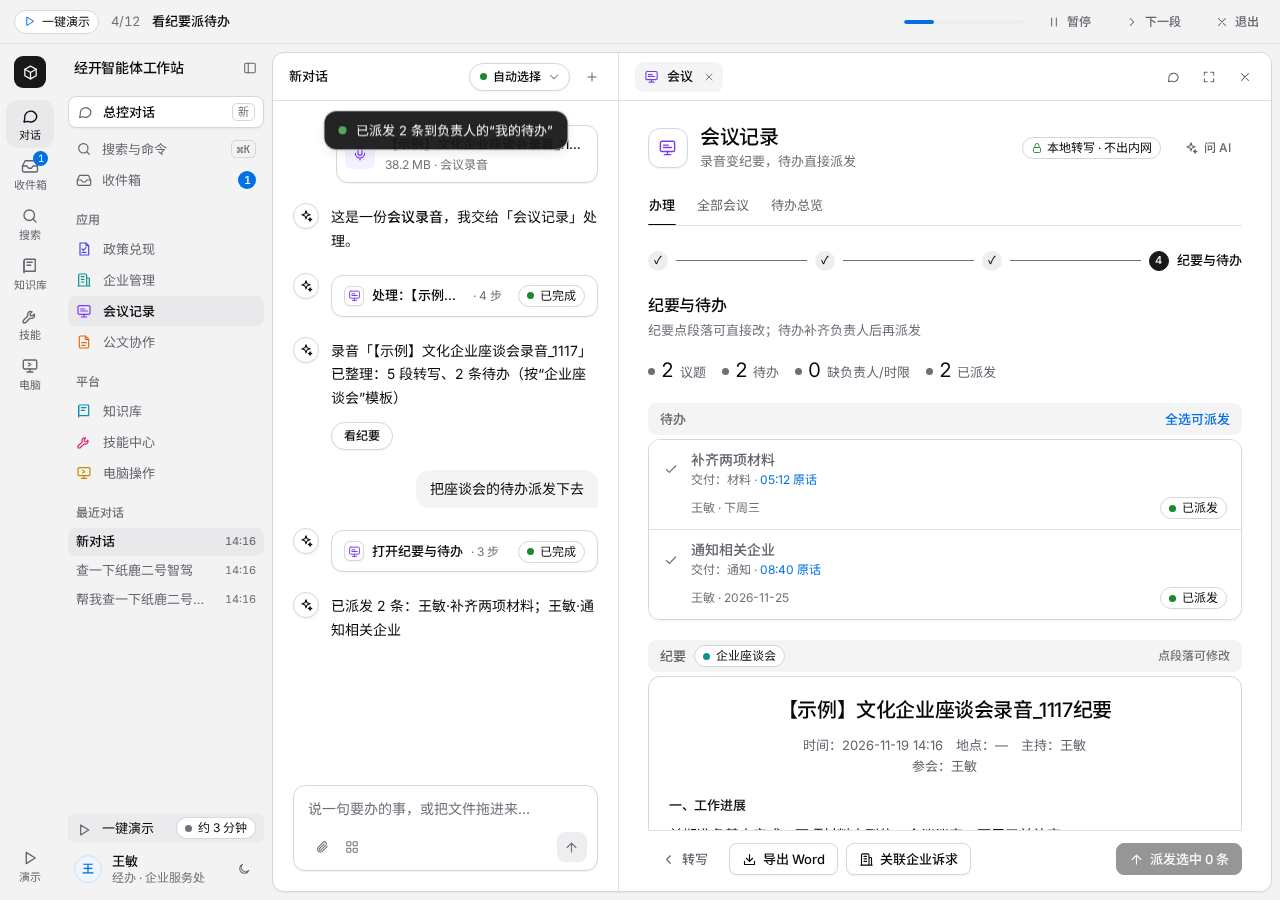 一键演示
4/12
看纪要派待办
暂停
下一段
退出
对话
1
收件箱
搜索
知识库
技能
电脑
演示
经开智能体工作站
总控对话
新
搜索与命令
⌘K
收件箱
1
应用
政策兑现
企业管理
会议记录
公文协作
平台
知识库
技能中心
电脑操作
最近对话
新对话
14:16
查一下纸鹿二号智驾
14:16
帮我查一下纸鹿二号...
14:16
一键演示
约 3 分钟
王
王敏
经办 · 企业服务处
新对话
自动选择
已派发 2 条到负责人的“我的待办”
38.2 MB · 会议录音
这是一份会议录音，我交给「会议记录」处
理。
处理：【示例...
· 4 步
已完成
录音「【示例】文化企业座谈会录音_1117」
已整理：5 段转写、2 条待办（按“企业座
谈会”模板）
看纪要
把座谈会的待办派发下去
打开纪要与待办
· 3 步
已完成
已派发 2 条：王敏·补齐两项材料；王敏·通
知相关企业
说一句要办的事，或把文件拖进来...
会议
会议记录
录音变纪要，待办直接派发
本地转写 · 不出内网
问 AI
办理
全部会议
待办总览
4
纪要与待办
纪要与待办
纪要点段落可直接改；待办补齐负责人后再派发
2 议题
2 待办
0 缺负责人/时限
2 已派发
待办
全选可派发
补齐两项材料
交付：材料 · 05:12 原话
王敏 · 下周三
已派发
通知相关企业
交付：通知 · 08:40 原话
王敏 · 2026-11-25
已派发
纪要
企业座谈会
点段落可修改
【示例】文化企业座谈会录音_1117纪要
时间：2026-11-19 14:16 地点：— 主持：王敏
参会：王敏
一、工作进展
转写
导出 Word
关联企业诉求
派发选中 0 条